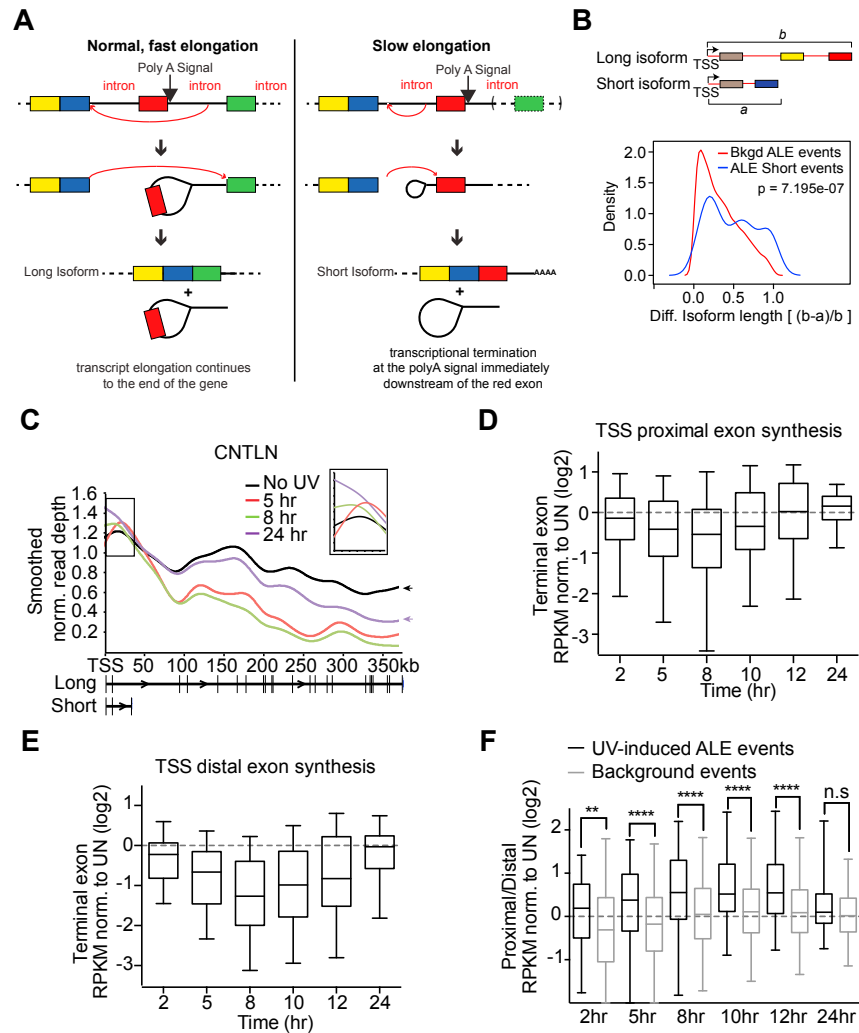 A
Normal, fast elongation
Poly A Signal
intron
intron
intron
Long Isoform
+
transcript elongation continues
to the end of the gene
Slow elongation
Poly A Signal
intron
intron
Short Isoform
AAAA
+
transcriptional termination
at the polyA signal immediately
downstream of the red exon
B
b
Long isoform
TSS
Short isoform
TSS
a
Bkgd ALE events
ALE Short events
p = 7.195e-07
Density
2.0
1.5
1.0
0.5
0.0
0.0 0.5 1.0
Diff. Isoform length [ (b-a)/b ]
C
CNTLN
No UV
5 hr
8 hr
24 hr
Smoothed
norm. read depth
1.6
1.4
1.2
1.0
0.8
0.6
0.4
0.2
TSS 50 100 150 200 250 300 350kb
Long
Short
D
TSS proximal exon synthesis
Terminal exon
RPKM norm. to UN (log2)
1
0
-1
-2
-3
2 5 8 10 12 24
Time (hr)
E
TSS distal exon synthesis
Terminal exon
RPKM norm. to UN (log2)
1
0
-1
-2
-3
2 5 8 10 12 24
Time (hr)
F
UV-induced ALE events
Background events
** **** **** **** **** n.s
Proximal/Distal
RPKM norm. to UN (log2)
2
1
0
-1
2hr 5hr 8hr 10hr 12hr 24hr